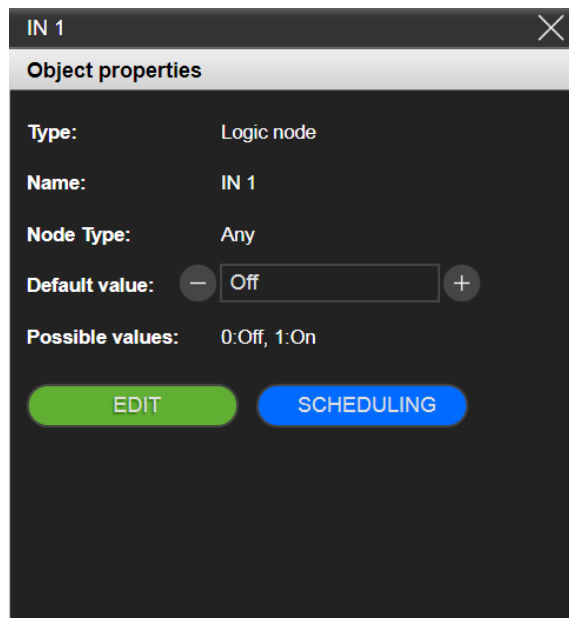 IN 1
Object properties
Type: Logic node
Name: IN 1
Node Type: Any
Default value: − Off +
Possible values: 0:Off, 1:On
EDIT SCHEDULING